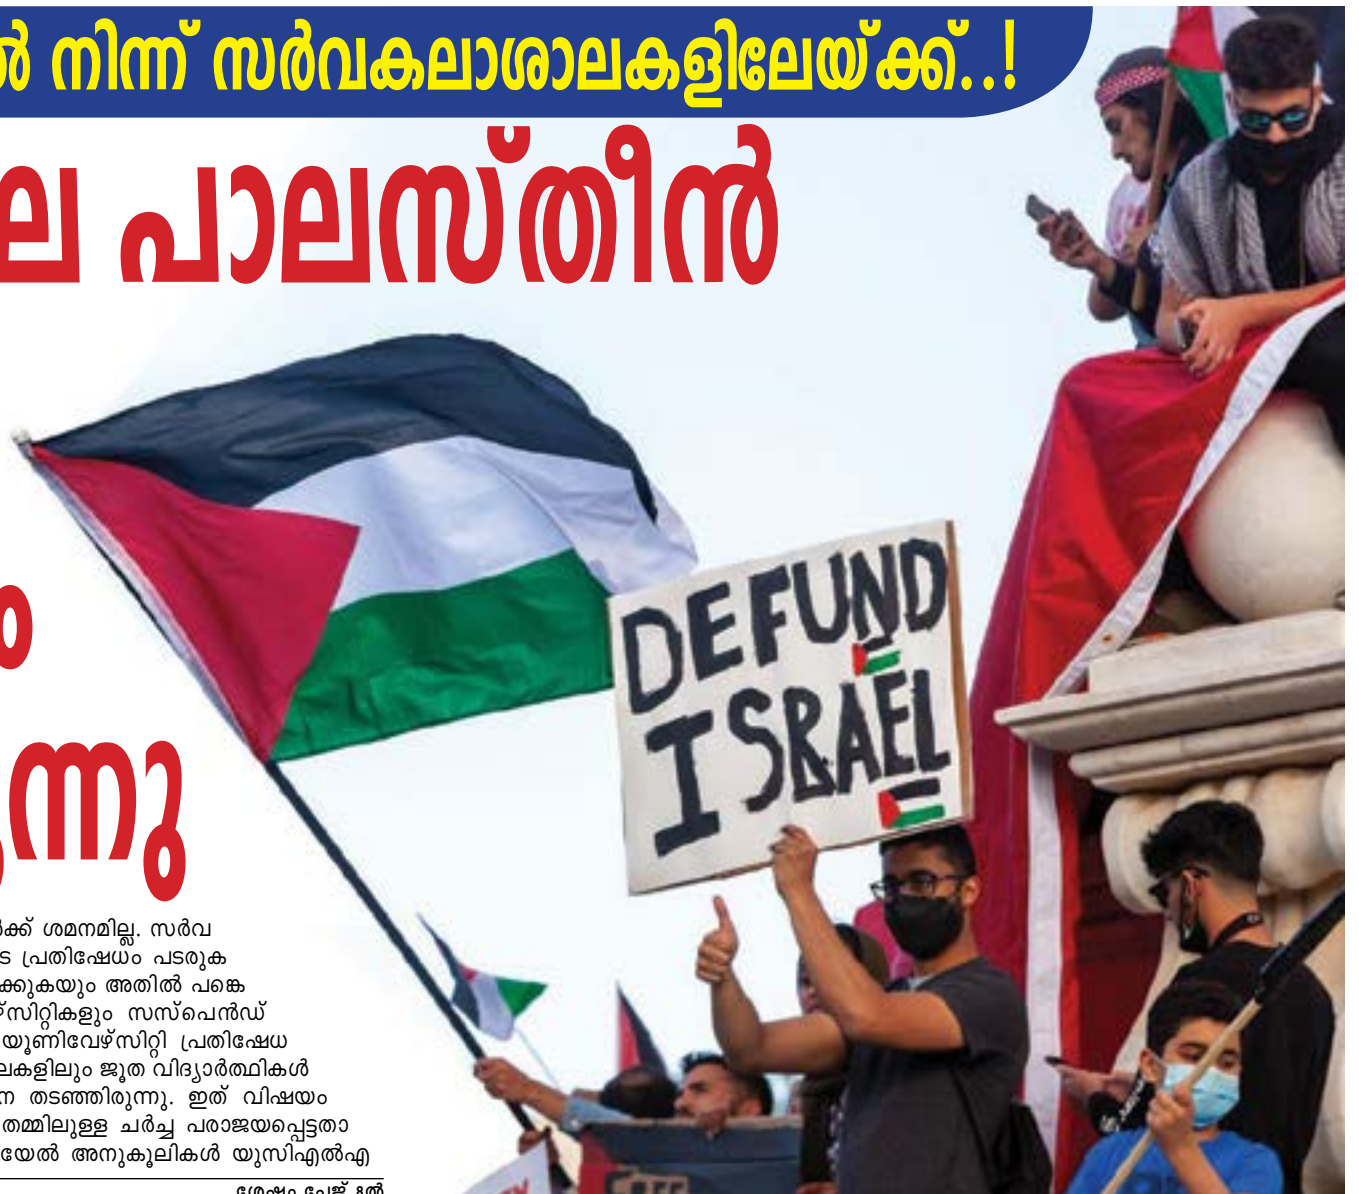 ൽ നിന്ന് സർവകലാശാലകളിലേയ്ക്ക്..!
ല പാലസ്തീൻ
ന്നു
ക്ക് ശമനമില്ല. സർവ
ട പ്രതിഷേധം പടരുക
ക്കുകയും അതിൽ പങ്കെ
ഴ്സിറ്റികളും സസ്പെൻഡ്
യൂണിവേഴ്സിറ്റി പ്രതിഷേധ
ലകളിലും ജൂത വിദ്യാർത്ഥികൾ
ന തടഞ്ഞിരുന്നു. ഇത് വിഷയം
തമ്മിലുള്ള ചർച്ച പരാജയപ്പെട്ടതാ
യേൽ അനുകൂലികൾ യുസിഎൽഎ
ശേഷം പേജ് 8ൽ
DEFUND
ISRAEL